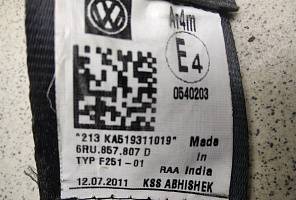 Ar4m
E4
0540203
"213 KA519311019"
Made
6RU.857.807 D
In
TYP F251-01
RAA India
12.07.2011
KSS ABHISHEK